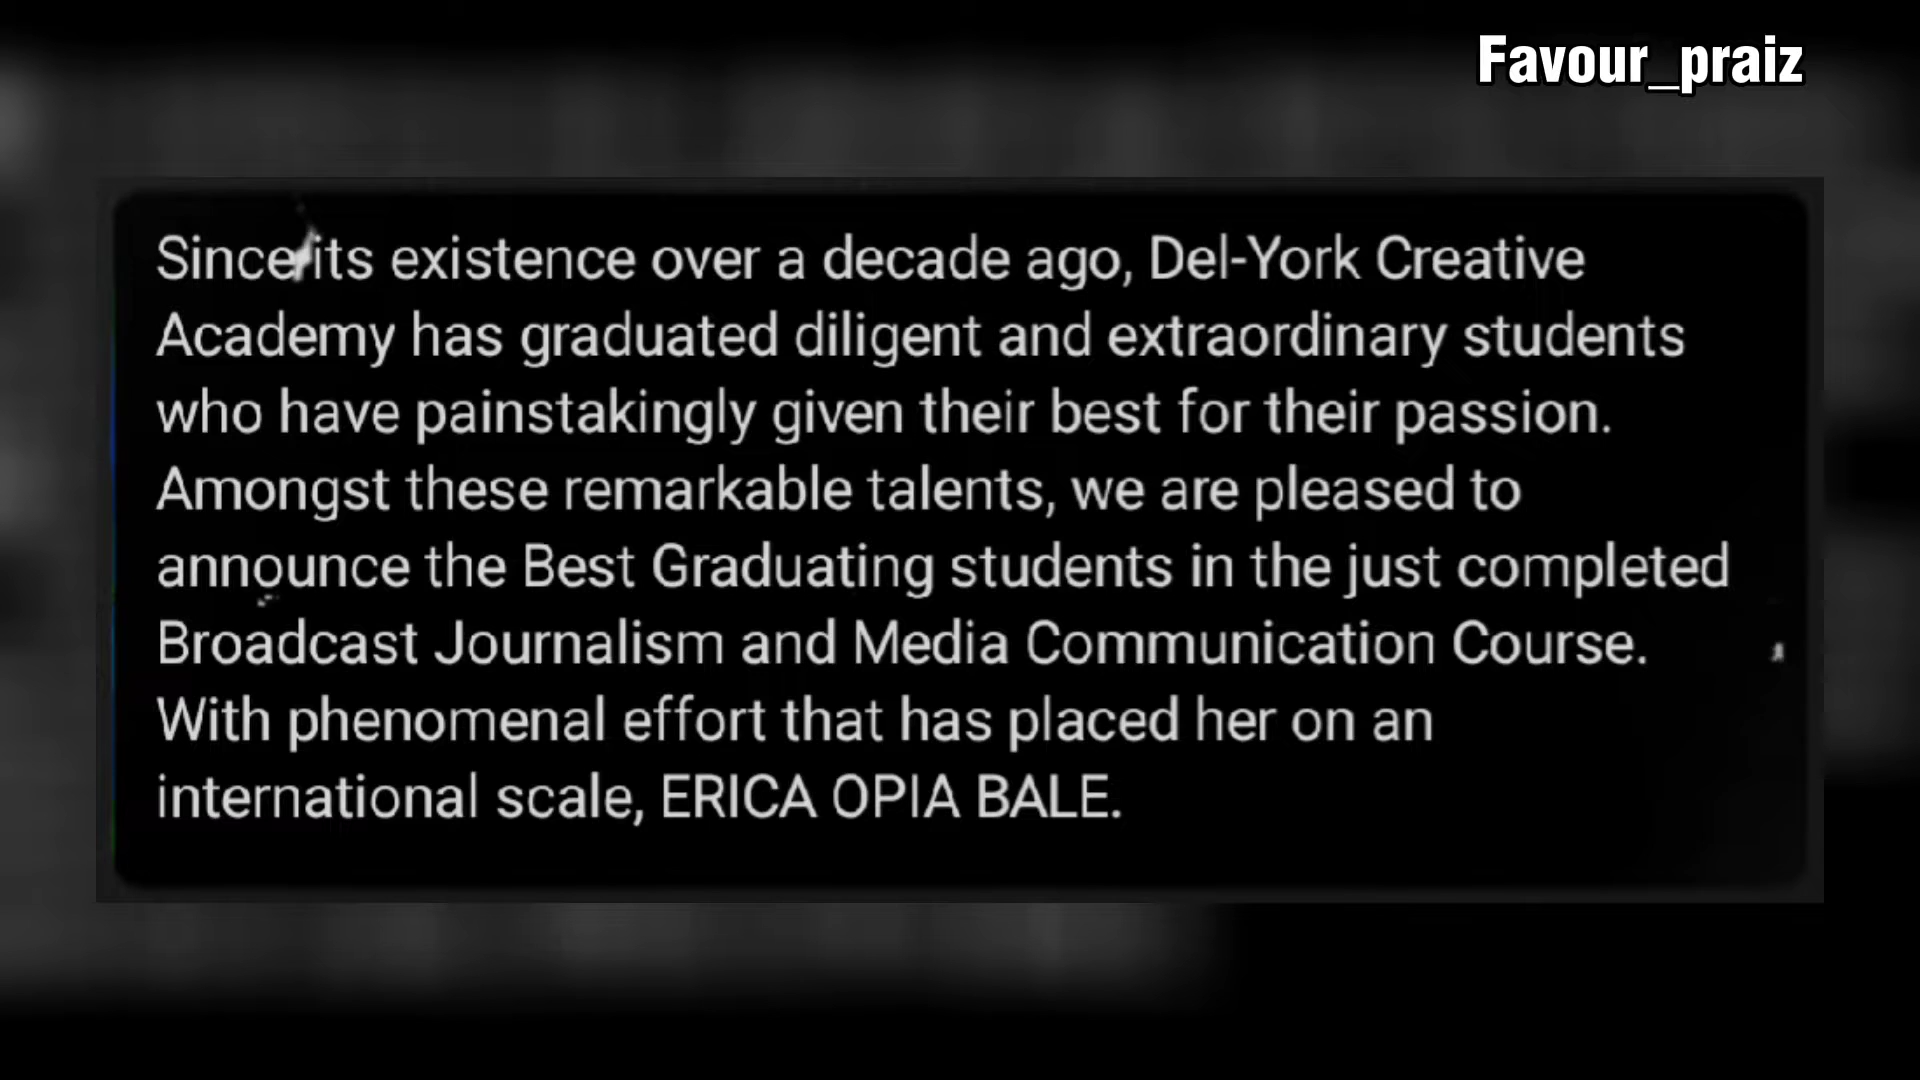 Favour_praiz
Since its existence over a decade ago, Del-York Creative
Academy has graduated diligent and extraordinary students
who have painstakingly given their best for their passion.
Amongst these remarkable talents, we are pleased to
announce the Best Graduating students in the just completed
Broadcast Journalism and Media Communication Course.
With phenomenal effort that has placed her on an
international scale, ERICA OPIA BALE.